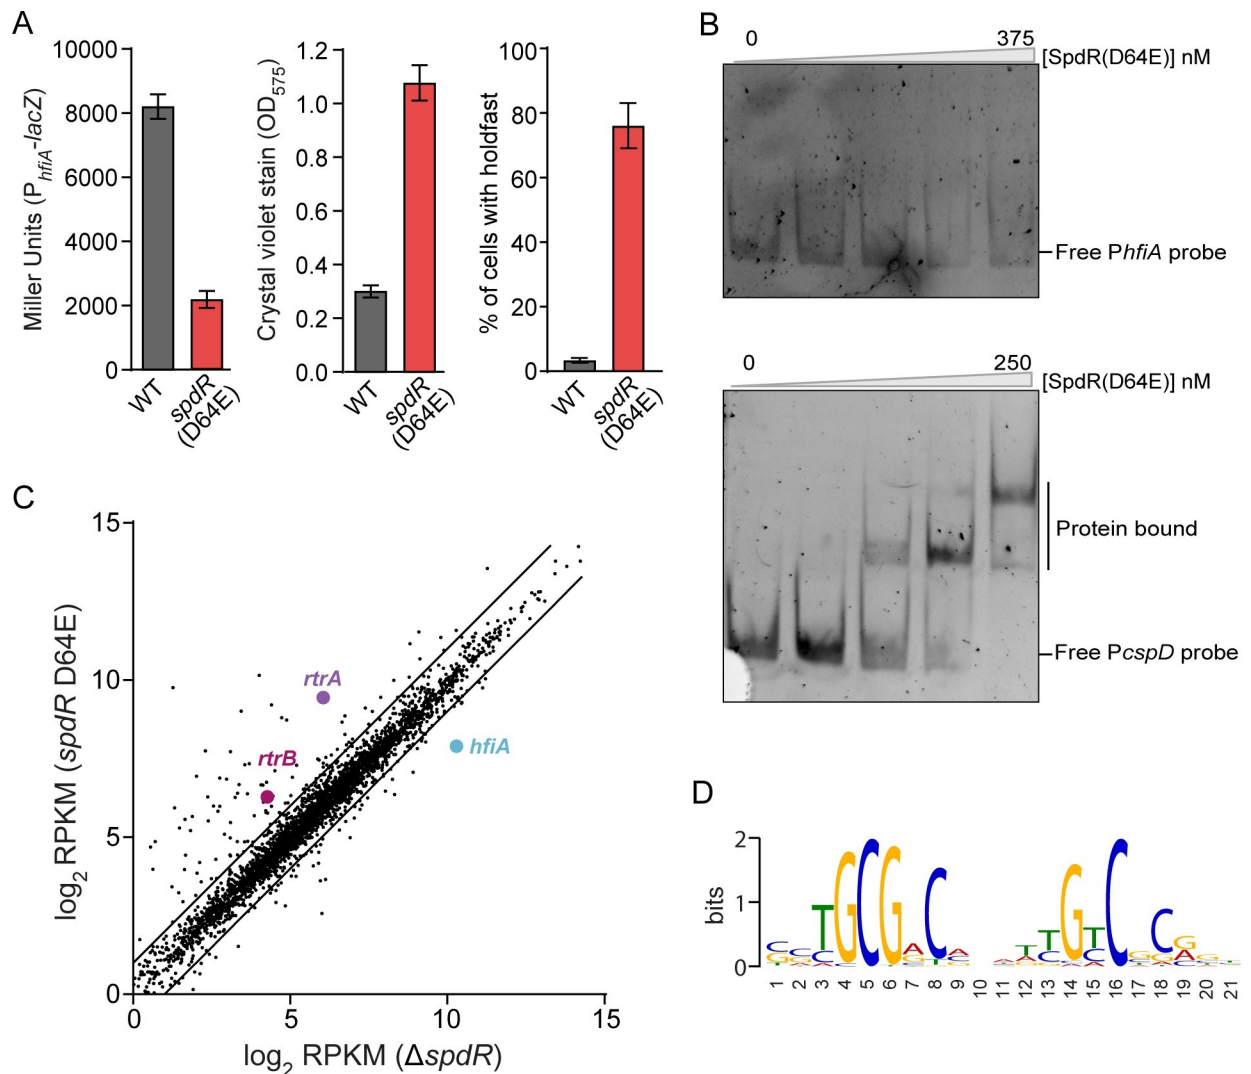 A
Miller Units (PhfiA-lacZ)
10000
8000
6000
4000
2000
0
WT
spdR
(D64E)
Crystal violet stain (OD575)
1.2
1.0
0.8
0.6
0.4
0.2
0.0
WT
spdR
(D64E)
% of cells with holdfast
100
80
60
40
20
0
WT
spdR
(D64E)
B
0 375 [SpdR(D64E)] nM
Free PhfiA probe
0 250 [SpdR(D64E)] nM
Protein bound
Free PcspD probe
C
log2 RPKM (spdR D64E)
15
10
5
0
rtrA
rtrB
hfiA
0 5 10 15
log2 RPKM (ΔspdR)
D
bits
2
1
0
1 2 3 4 5 6 7 8 9 10 11 12 13 14 15 16 17 18 19 20 21